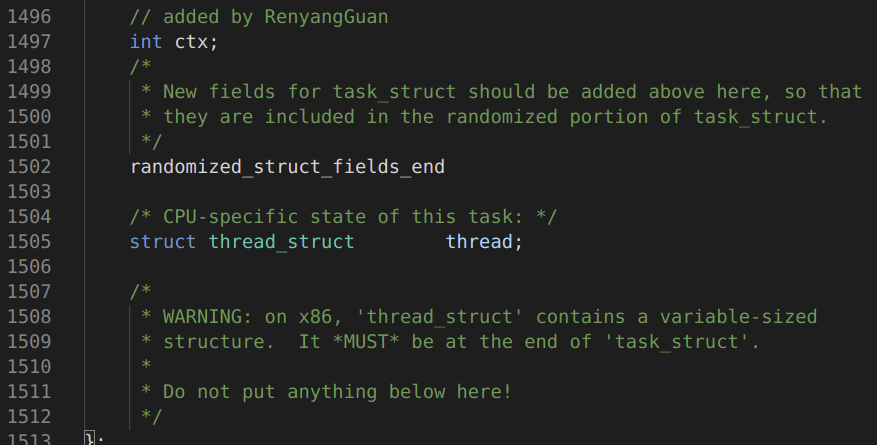 1496 // added by RenyangGuan
1497 int ctx;
1498 /*
1499 * New fields for task_struct should be added above here, so that
1500 * they are included in the randomized portion of task_struct.
1501 */
1502 randomized_struct_fields_end
1503
1504 /* CPU-specific state of this task: */
1505 struct thread_struct thread;
1506
1507 /*
1508 * WARNING: on x86, 'thread_struct' contains a variable-sized
1509 * structure.  It *MUST* be at the end of 'task_struct'.
1510 *
1511 * Do not put anything below here!
1512 */
1513 };